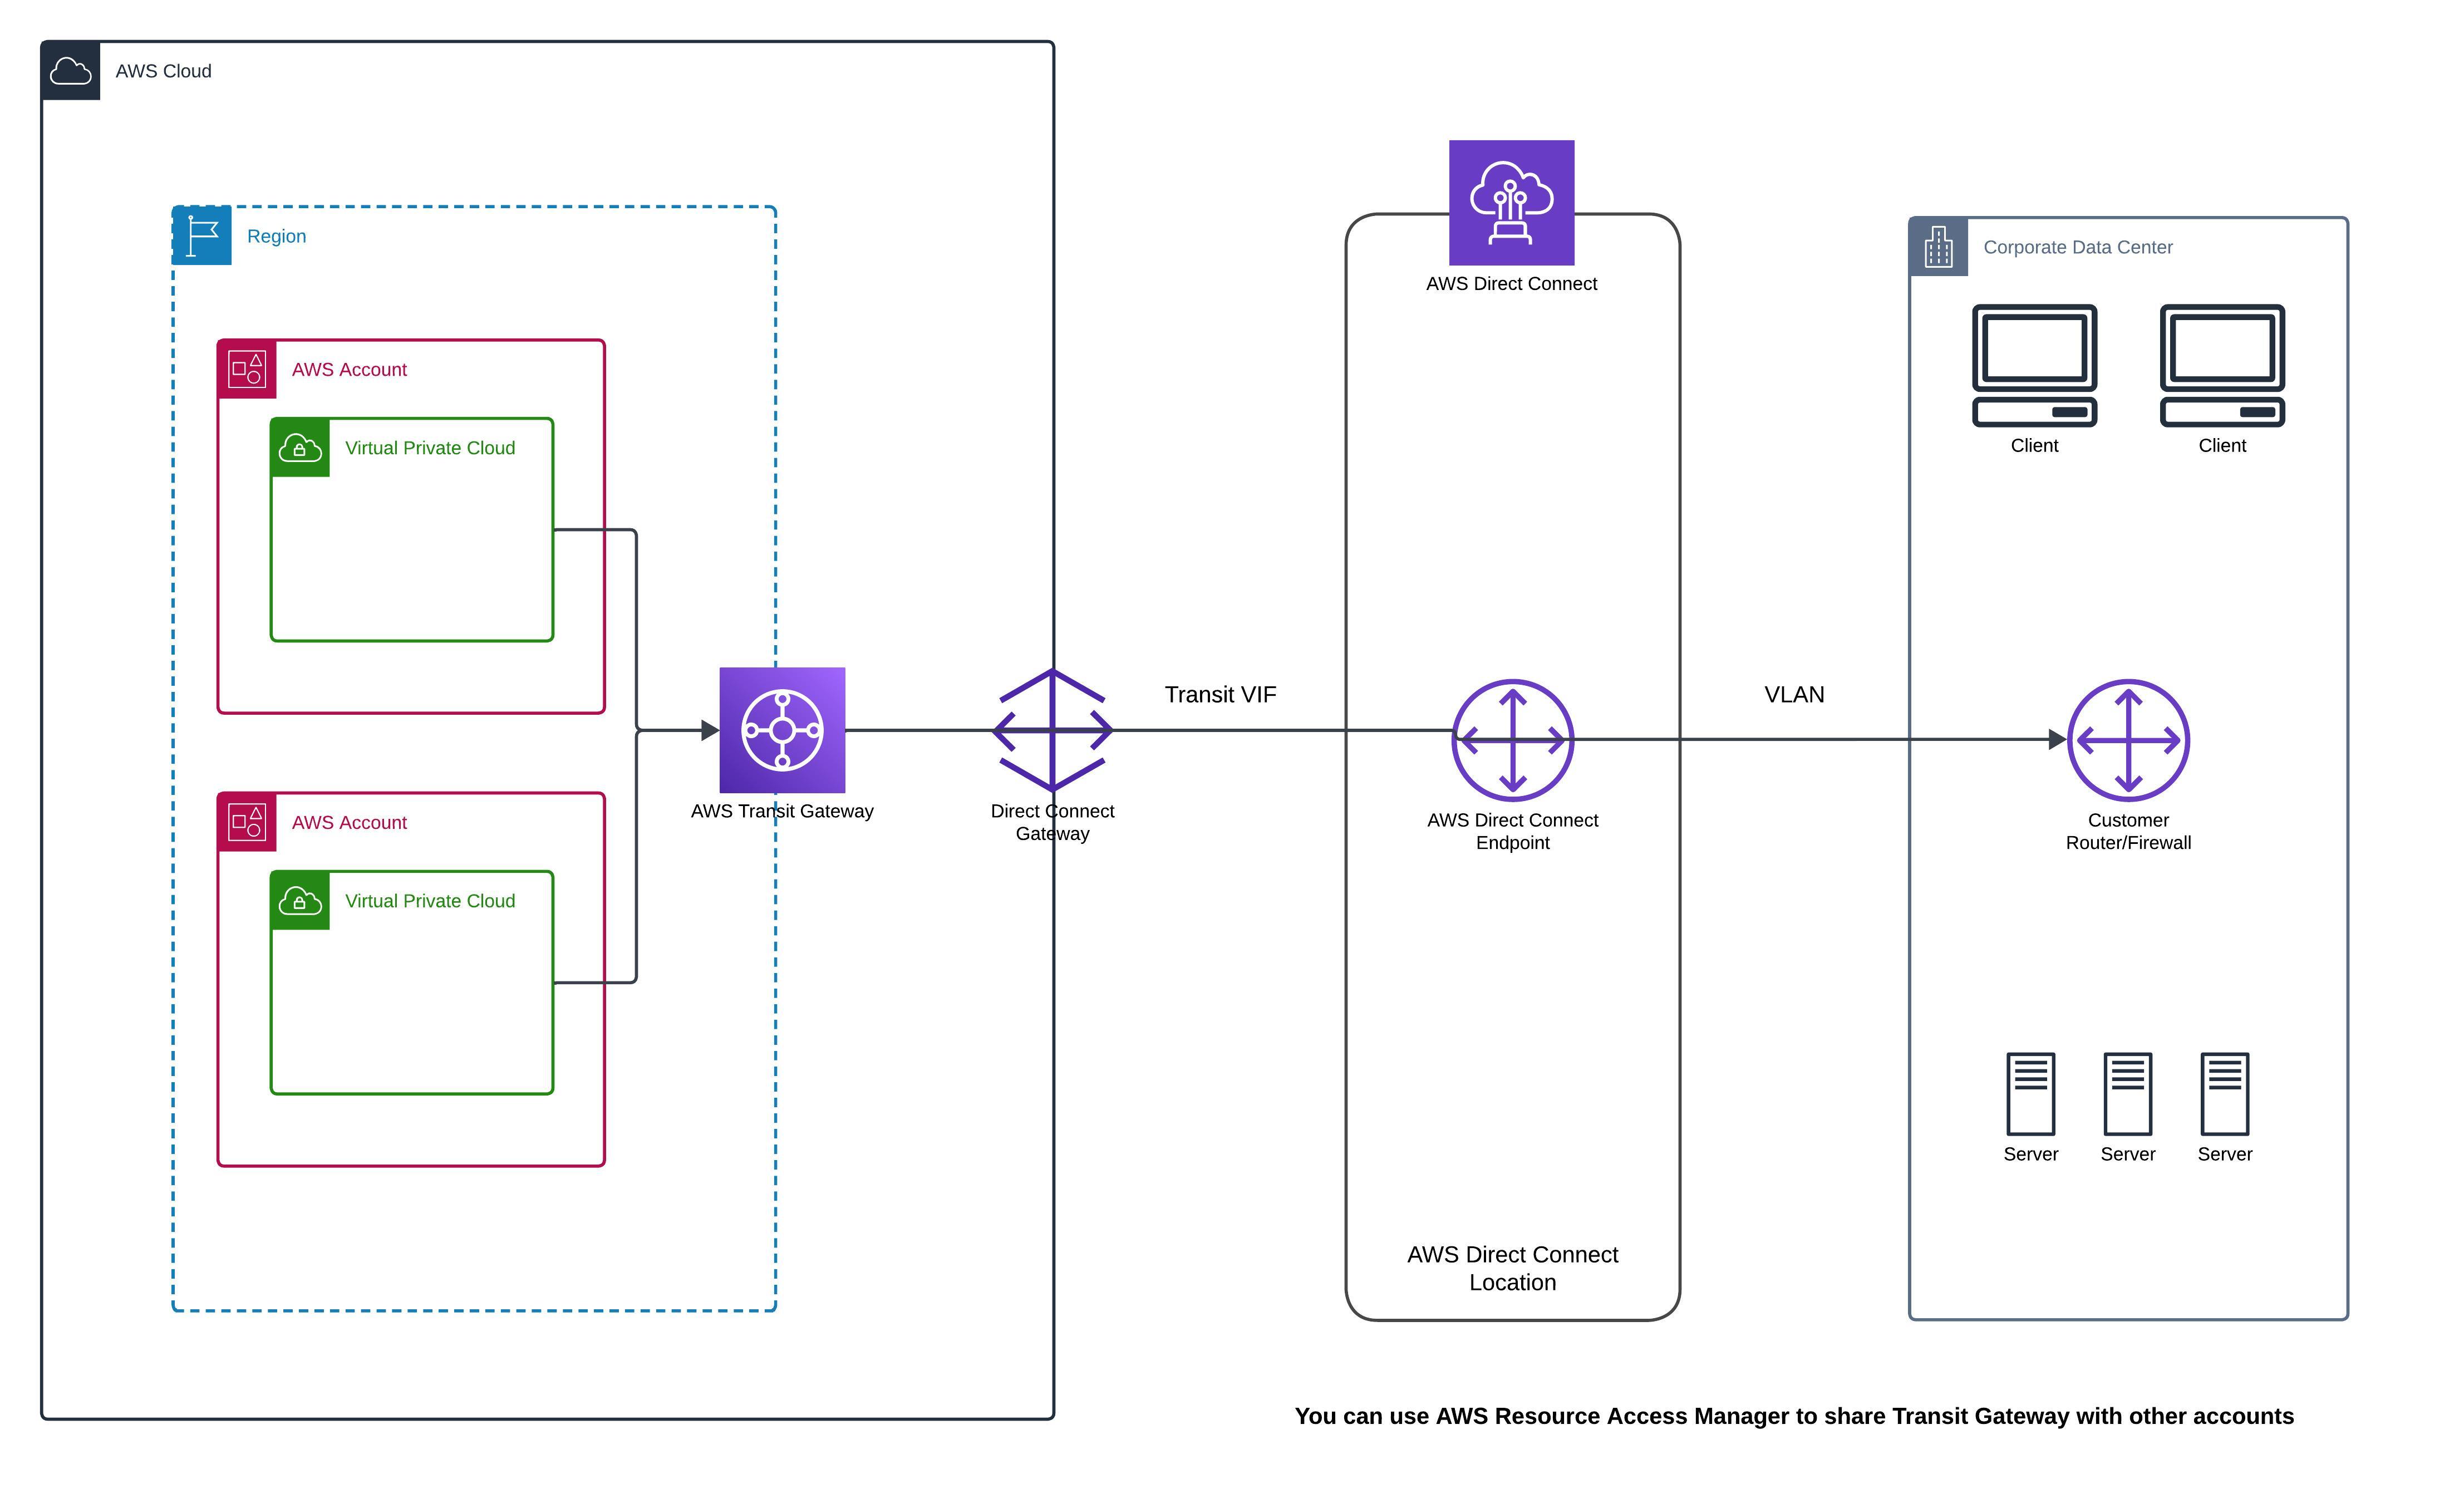 AWS Cloud
Region
AWS Account
Virtual Private Cloud
AWS Account
Virtual Private Cloud
AWS Transit Gateway
Direct Connect
Gateway
Transit VIF
AWS Direct Connect
AWS Direct Connect
Endpoint
AWS Direct Connect
Location
VLAN
Corporate Data Center
Client
Client
Customer
Router/Firewall
Server
Server
Server
You can use AWS Resource Access Manager to share Transit Gateway with other accounts